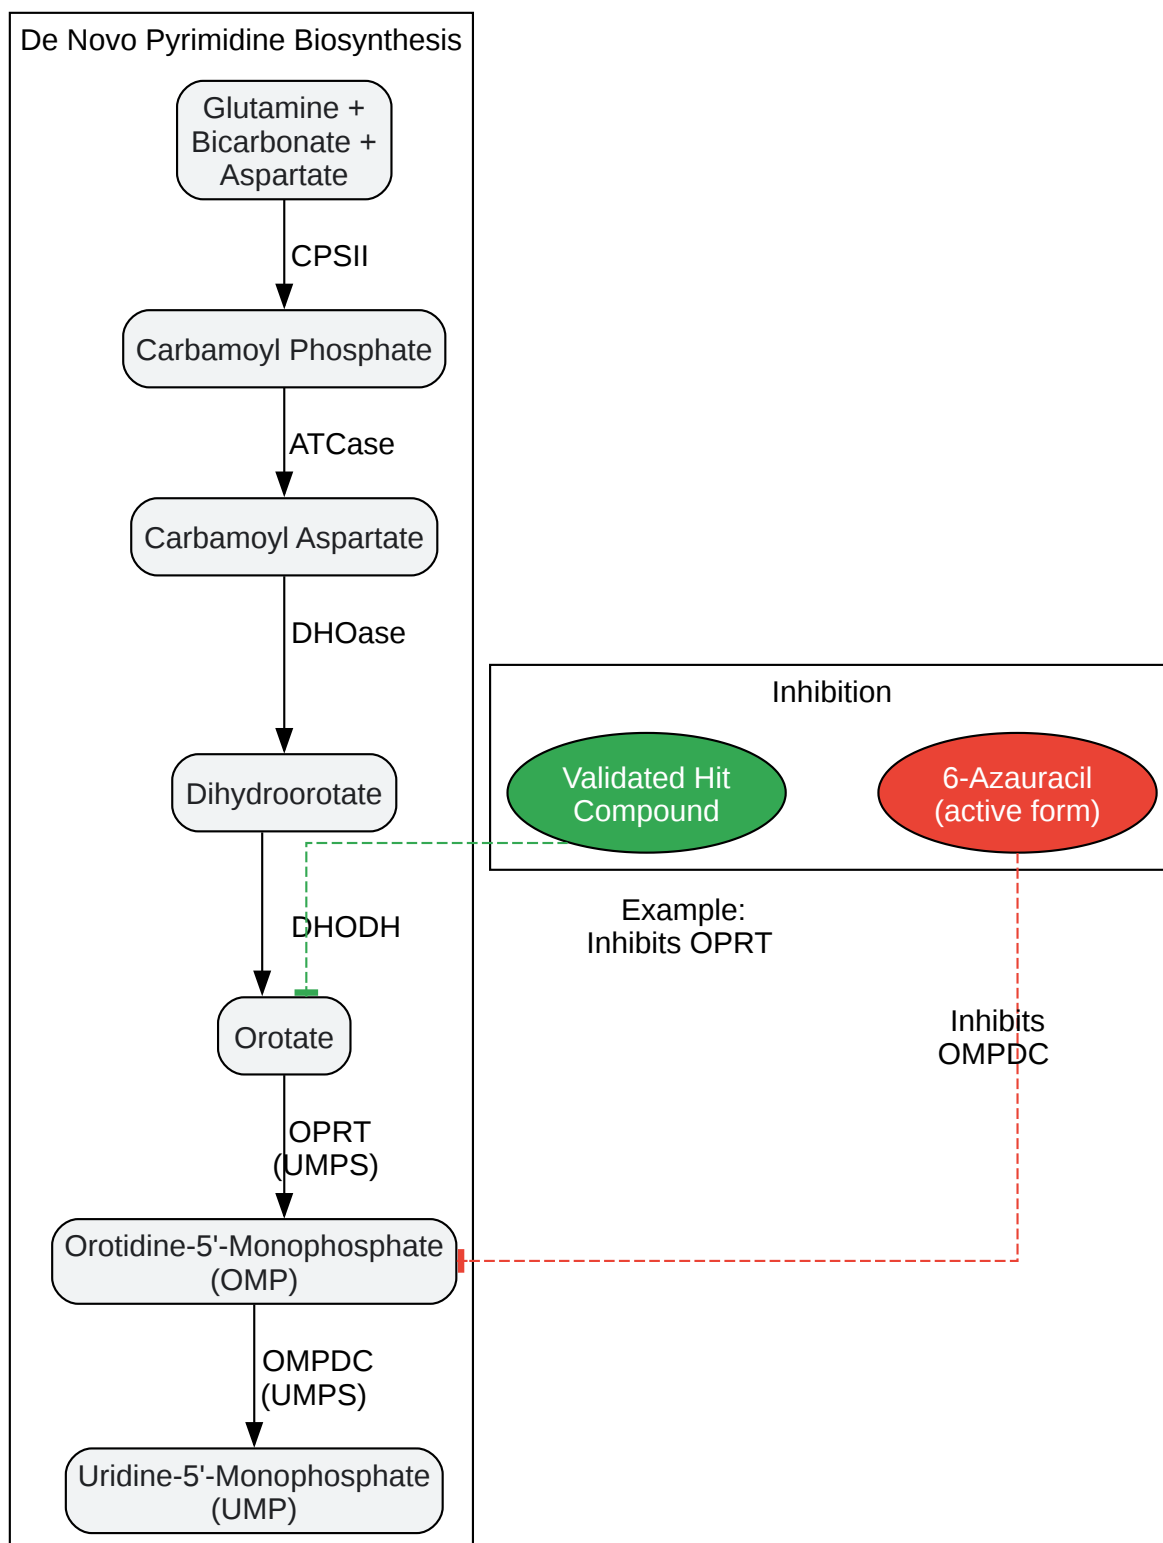 De Novo Pyrimidine Biosynthesis
Glutamine +
Bicarbonate +
Aspartate
CPSII
Carbamoyl Phosphate
ATCase
Carbamoyl Aspartate
DHOase
Dihydroorotate
DHODH
Orotate
OPRT
(UMPS)
Orotidine-5'-Monophosphate
(OMP)
OMPDC
(UMPS)
Uridine-5'-Monophosphate
(UMP)
Inhibition
Validated Hit
Compound
6-Azauracil
(active form)
Example:
Inhibits OPRT
Inhibits
OMPDC